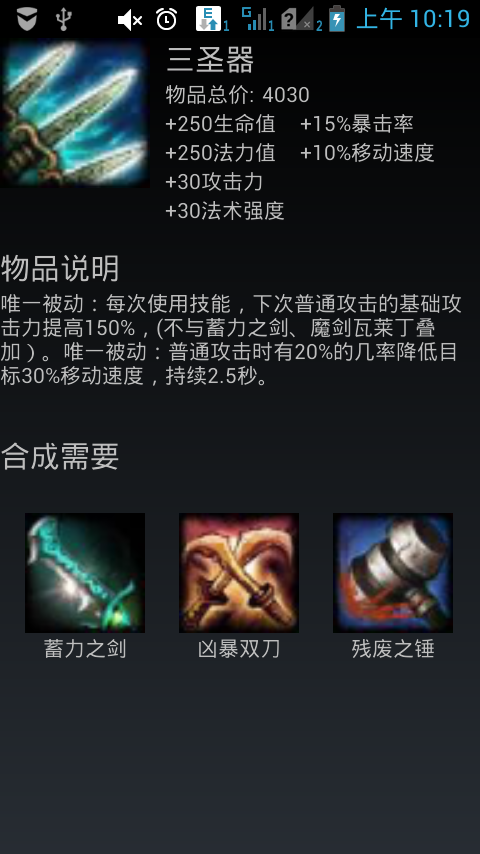 E 1 G 1 ? 2 上午 10:19
三圣器
物品总价: 4030
+250生命值 +15%暴击率
+250法力值 +10%移动速度
+30攻击力
+30法术强度
物品说明
唯一被动：每次使用技能，下次普通攻击的基础攻
击力提高150%，(不与蓄力之剑、魔剑瓦莱丁叠
加）。唯一被动：普通攻击时有20%的几率降低目
标30%移动速度，持续2.5秒。
合成需要
蓄力之剑 凶暴双刀 残废之锤